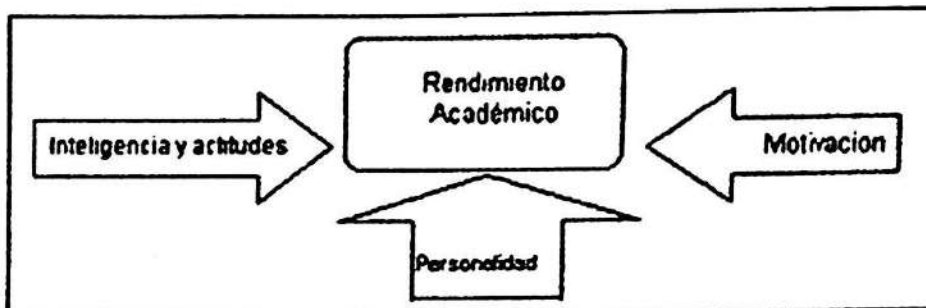 Rendimiento
Académico
Inteligencia y actitudes
Motivacion
Personalidad